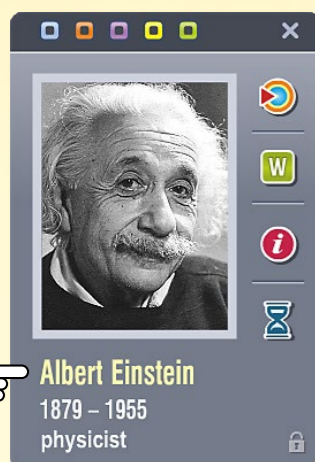 W
i
Albert Einstein
1879 – 1955
physicist